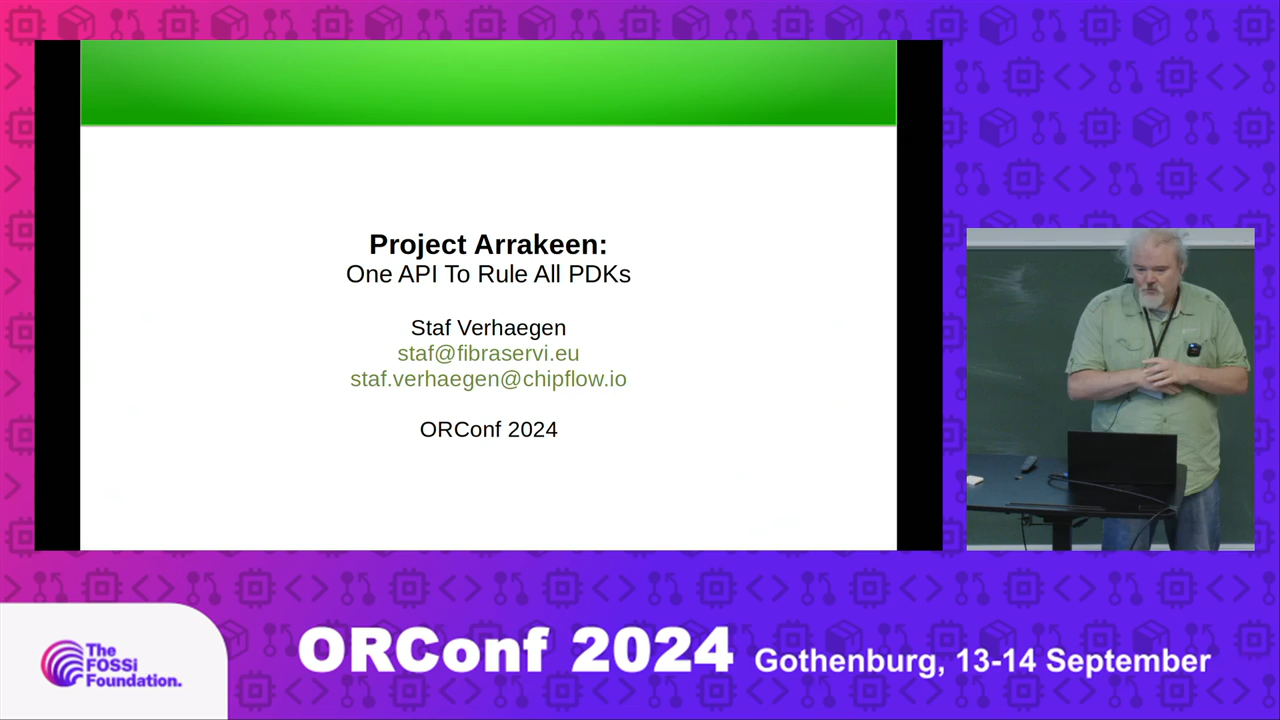 Project Arrakeen:
One API To Rule All PDKs
Staf Verhaegen
staf@fibraservi.eu
staf.verhaegen@chipflow.io
ORConf 2024
The
FOSSi
Foundation.
ORConf 2024 Gothenburg, 13-14 September